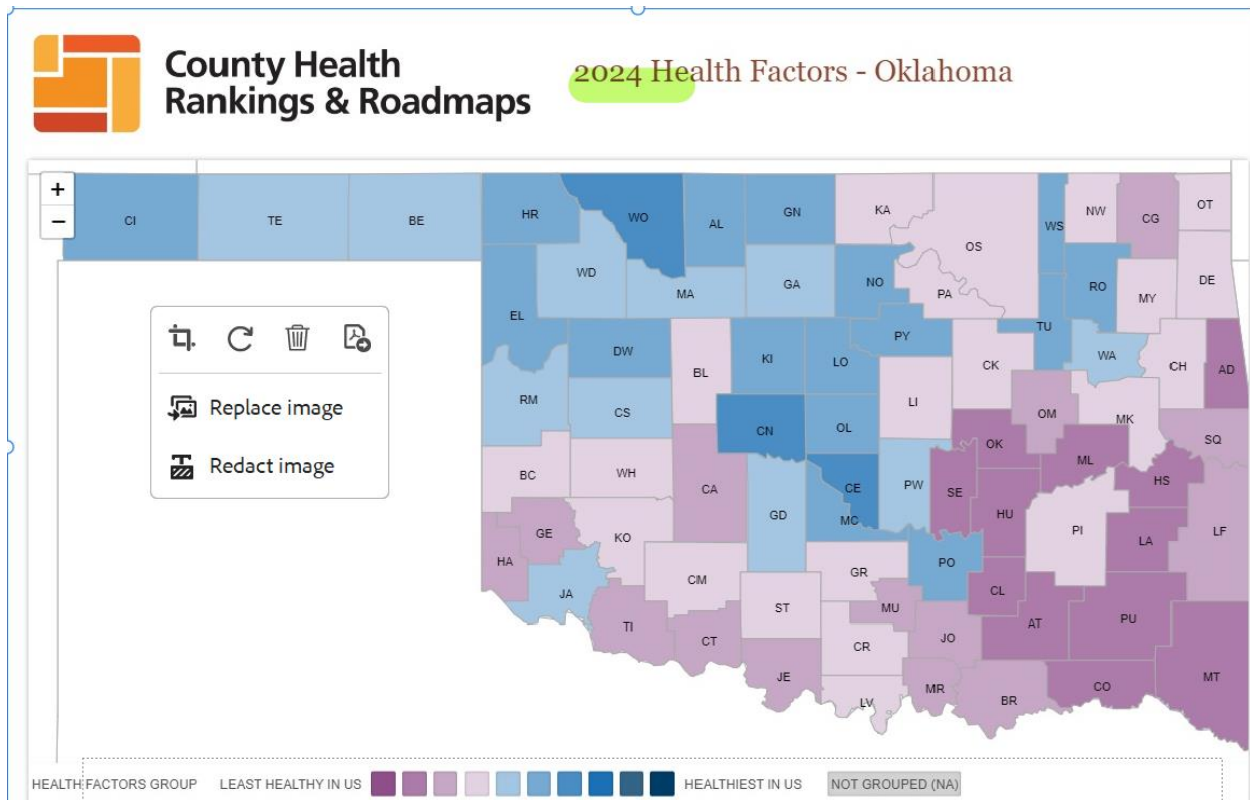 County Health
Rankings & Roadmaps
2024 Health Factors - Oklahoma
+
−
CI TE BE HR WO AL GN KA OS WS NW CG OT
WD MA GA NO PA RO MY DE
EL DW BL KI LO PY TU CK WA CH AD
Replace image
Redact image
RM CS CN OL LI OM MK SQ
BC WH CA CE PW OK ML HS
GD MC SE HU PI LA LF
HA GE KO PO
JA CM GR CL
TI CT ST MU JO AT PU
JE CR LV MR BR CO MT
HEALTH FACTORS GROUP LEAST HEALTHY IN US HEALTHIEST IN US NOT GROUPED (NA)